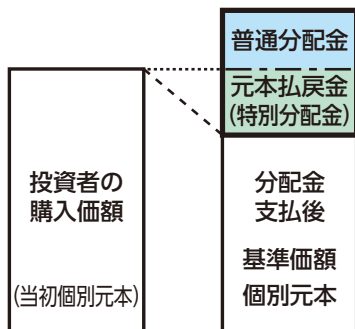 普通分配金
元本払戻金
(特別分配金)
投資者の
購入価額
(当初個別元本)
分配金
支払後
基準価額
個別元本